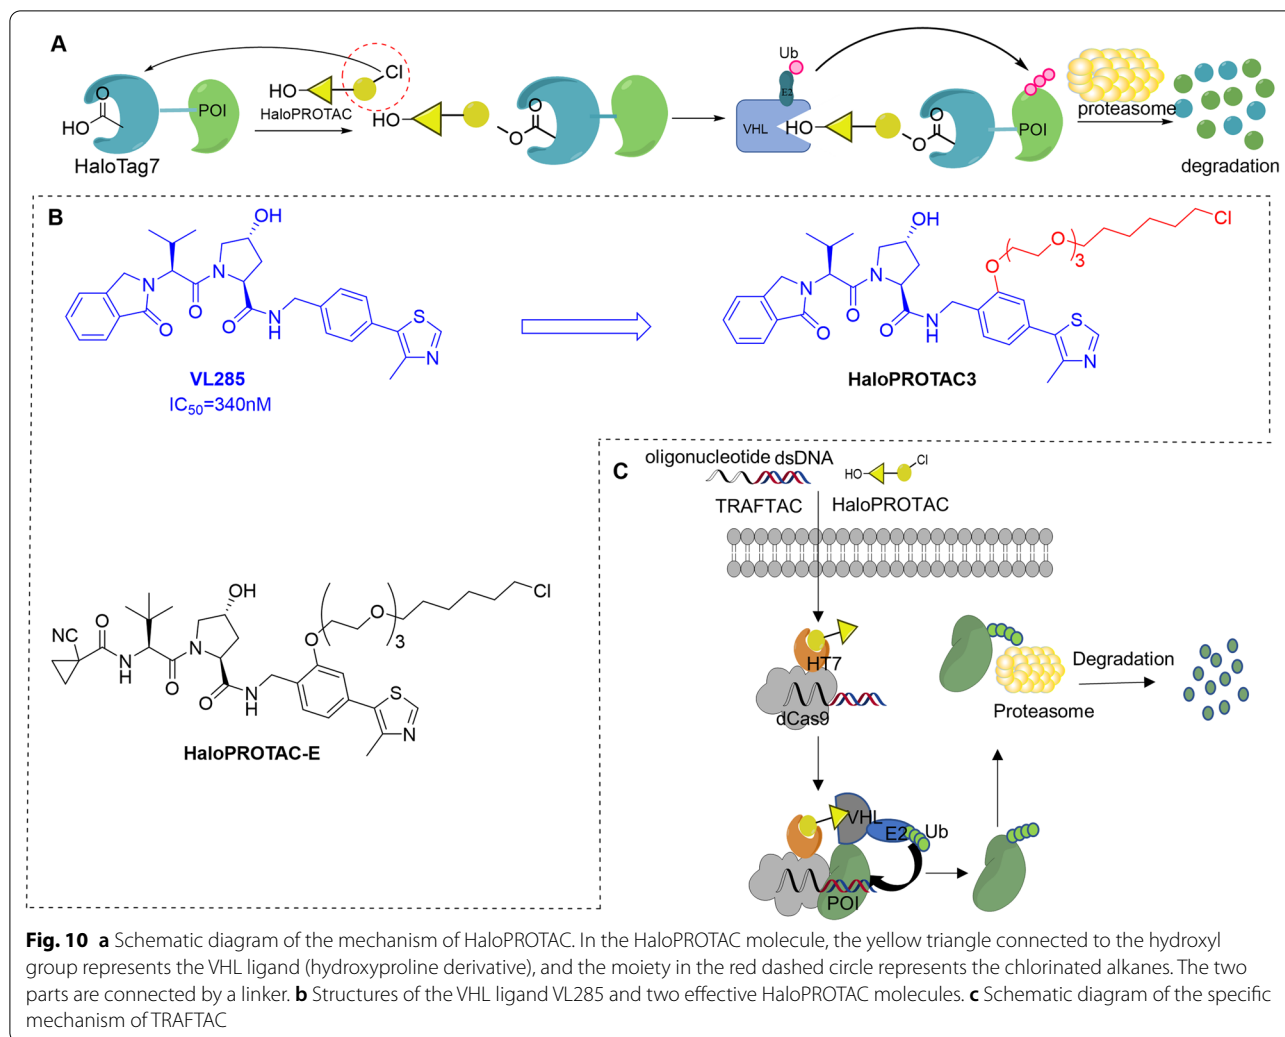 A
HO
O
HaloTag7
POI
HO
Cl
HaloPROTAC
HO
O
O
Ub
E2
VHL
HO
O
O
POI
proteasome
degradation
B
OH
N
N
O
O
O
N
H
S
N
VL285
IC50=340nM
OH
O
O
3
Cl
N
N
O
O
O
N
H
S
N
HaloPROTAC3
OH
O
O
3
Cl
NC
O
N
H
N
O
O
N
H
S
N
HaloPROTAC-E
C
oligonucleotide dsDNA
TRAFTAC
HO
Cl
HaloPROTAC
HT7
dCas9
VHL
E2
Ub
POI
Proteasome
Degradation
Fig. 10 a Schematic diagram of the mechanism of HaloPROTAC. In the HaloPROTAC molecule, the yellow triangle connected to the hydroxyl
group represents the VHL ligand (hydroxyproline derivative), and the moiety in the red dashed circle represents the chlorinated alkanes. The two
parts are connected by a linker. b Structures of the VHL ligand VL285 and two effective HaloPROTAC molecules. c Schematic diagram of the specific
mechanism of TRAFTAC